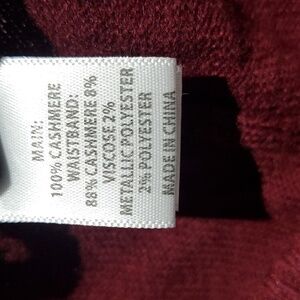 MAIN:
100% CASHMERE
WAISTBAND:
88% CASHMERE 8%
VISCOSE 2%
METALLIC POLYESTER
2% POLYESTER
MADE IN CHINA